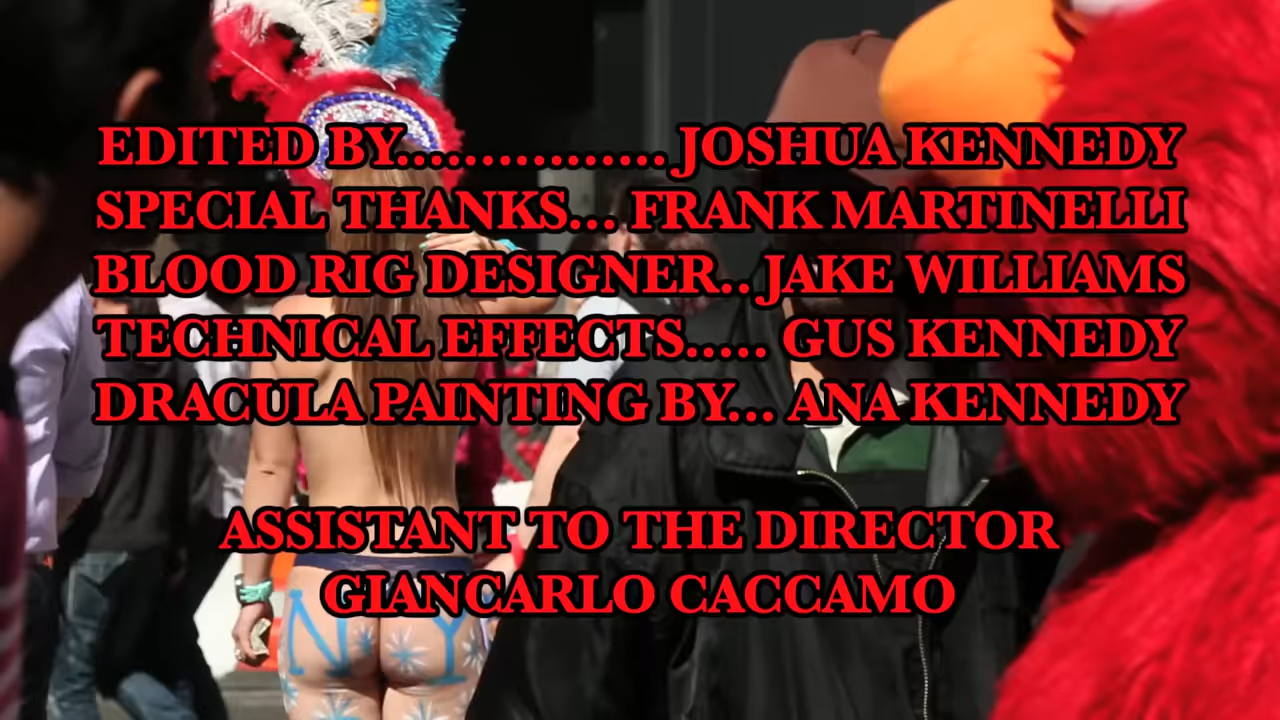 EDITED BY................ JOSHUA KENNEDY
SPECIAL THANKS... FRANK MARTINELLI
BLOOD RIG DESIGNER.. JAKE WILLIAMS
TECHNICAL EFFECTS..... GUS KENNEDY
DRACULA PAINTING BY... ANA KENNEDY
ASSISTANT TO THE DIRECTOR
GIANCARLO CACCAMO
N Y